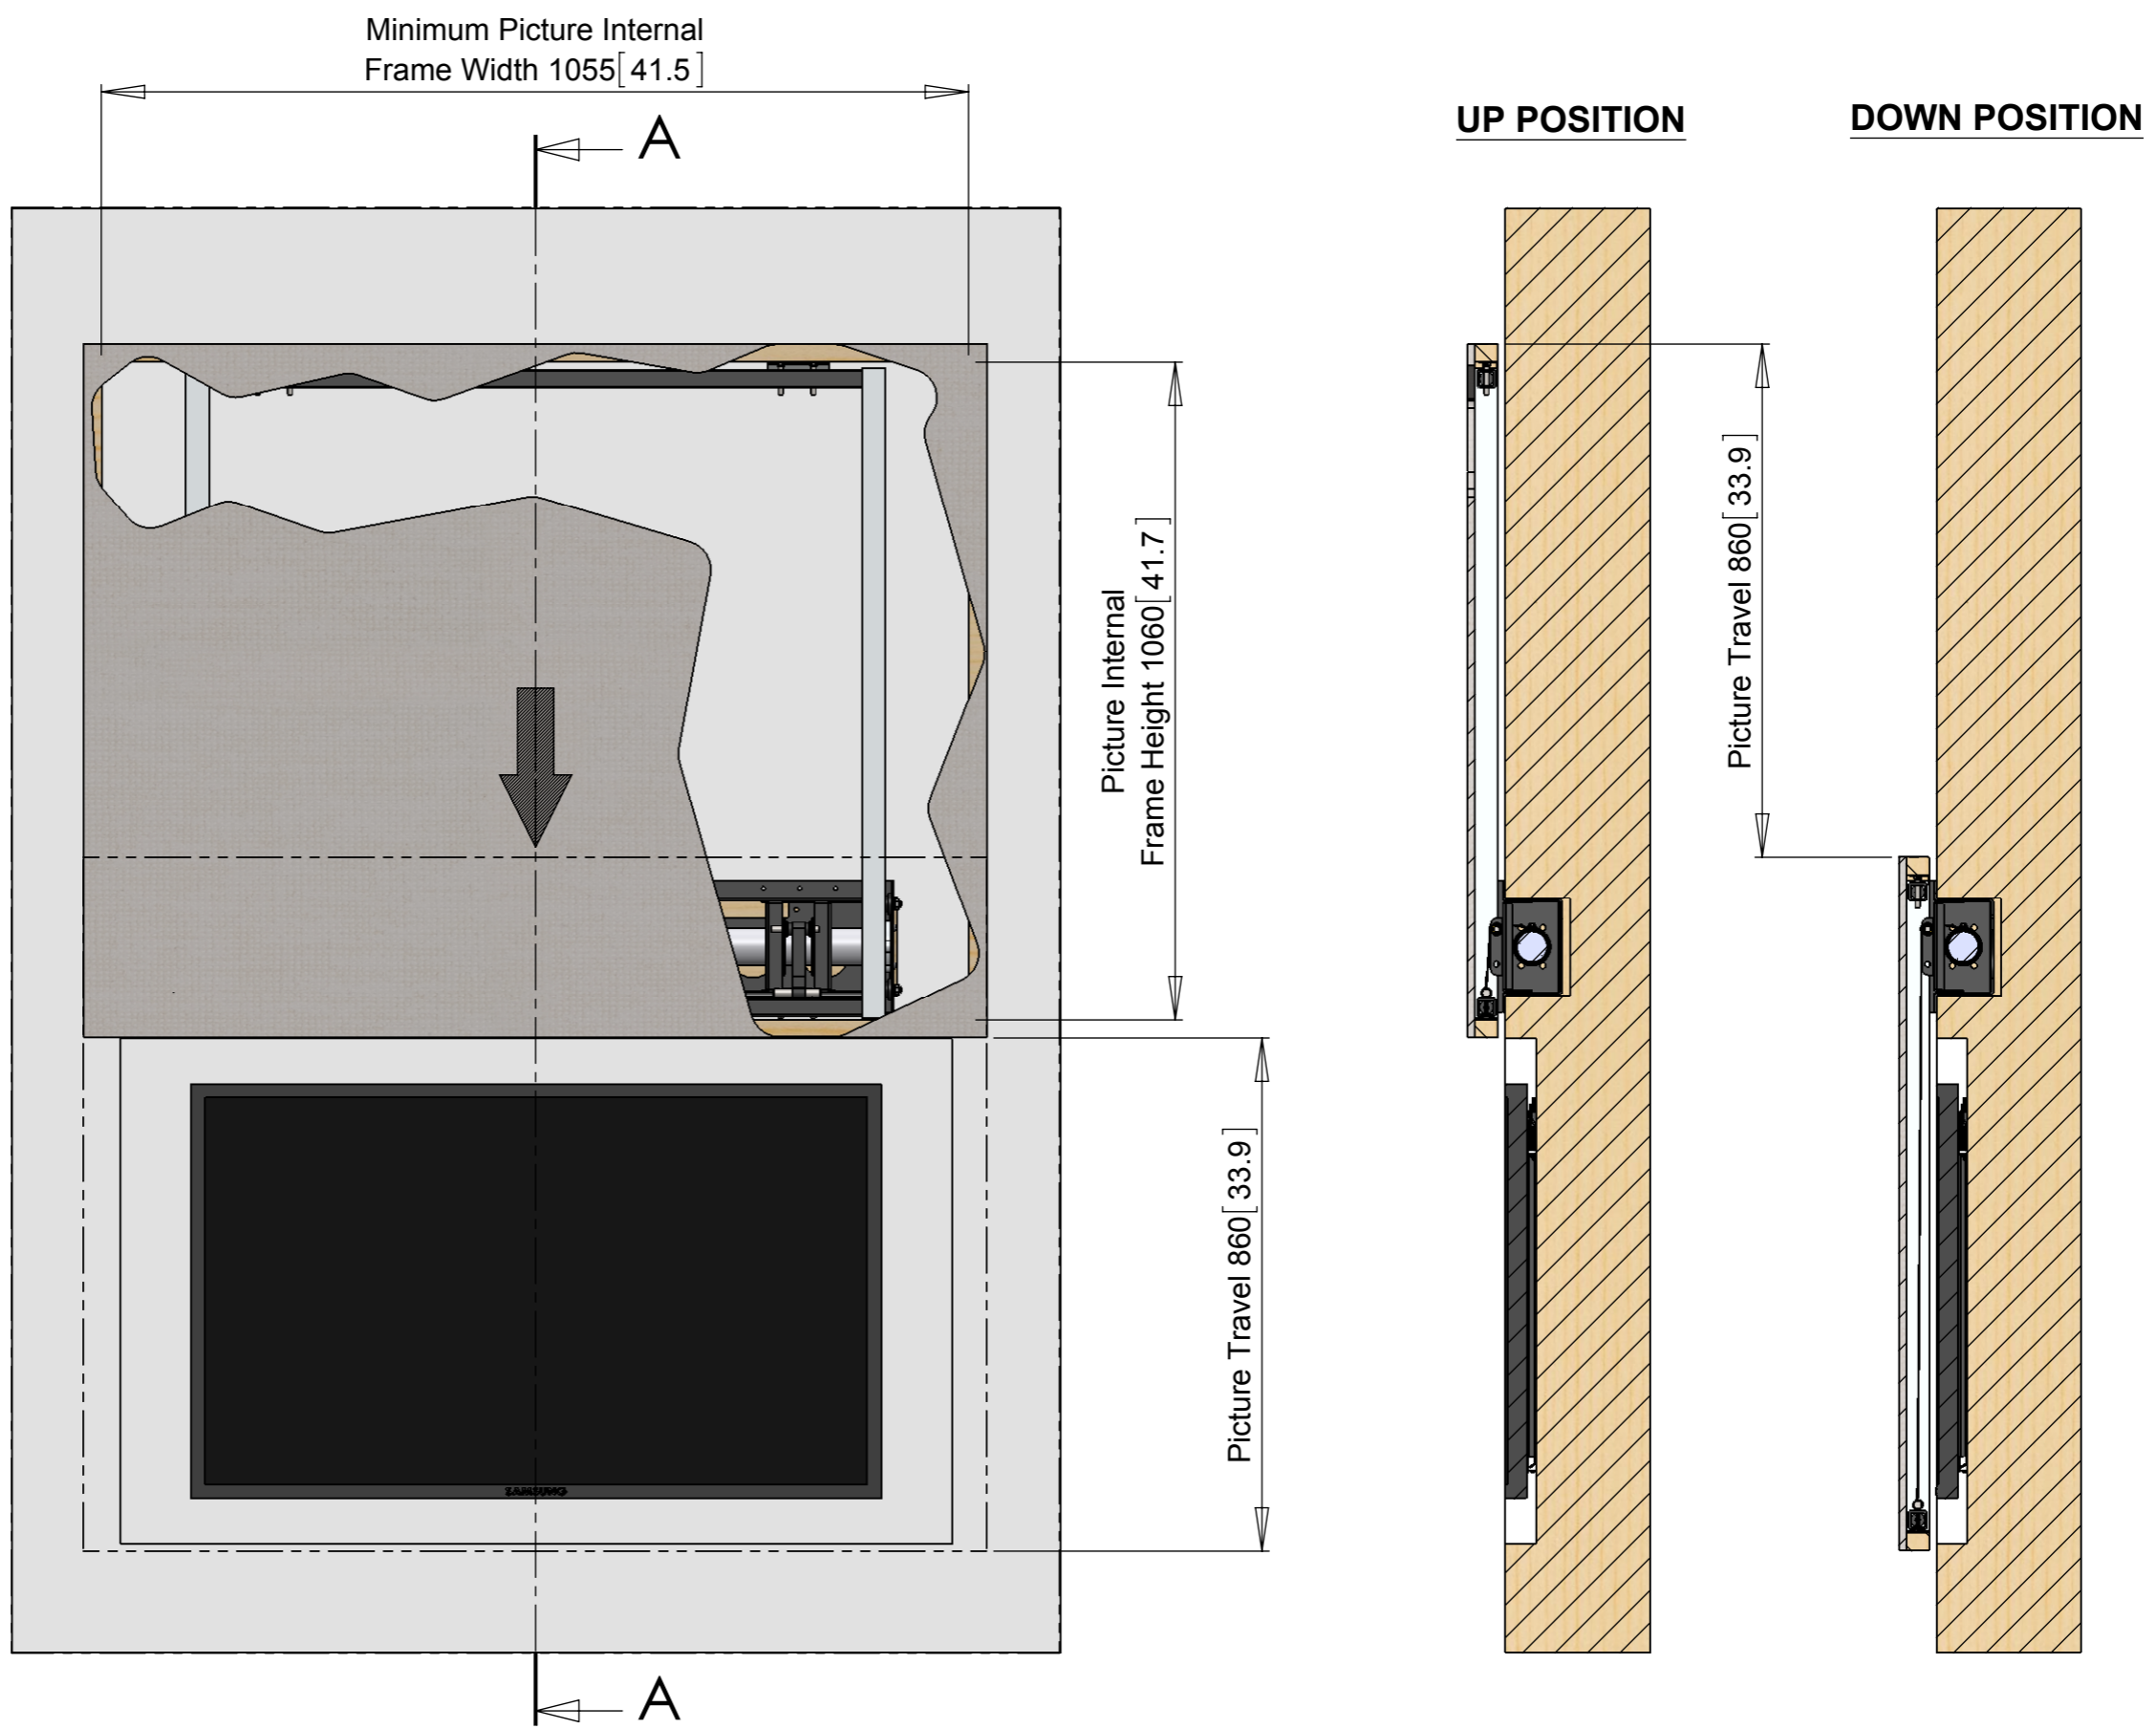 Minimum Picture Internal
Frame Width 1055[41.5]
A
UP POSITION
DOWN POSITION
Picture Internal
Frame Height 1060[41.7]
Picture Travel 860[33.9]
Picture Travel 860[33.9]
SAMSUNG
A